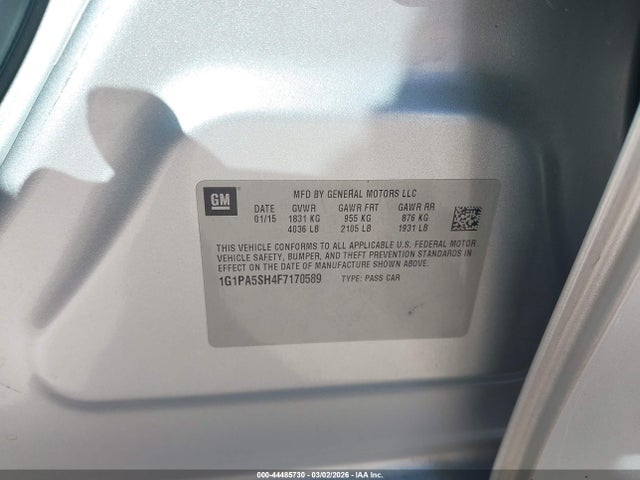 GM
MFD BY GENERAL MOTORS LLC
DATE GVWR GAWR FRT GAWR RR
01/15 1831 KG 955 KG 876 KG
4036 LB 2105 LB 1931 LB
THIS VEHICLE CONFORMS TO ALL APPLICABLE U.S. FEDERAL MOTOR
VEHICLE SAFETY, BUMPER, AND THEFT PREVENTION STANDARDS IN
EFFECT ON THE DATE OF MANUFACTURE SHOWN ABOVE.
1G1PA5SH4F7170589 TYPE: PASS CAR
000-44485730 - 03/02/2026 - IAA Inc.